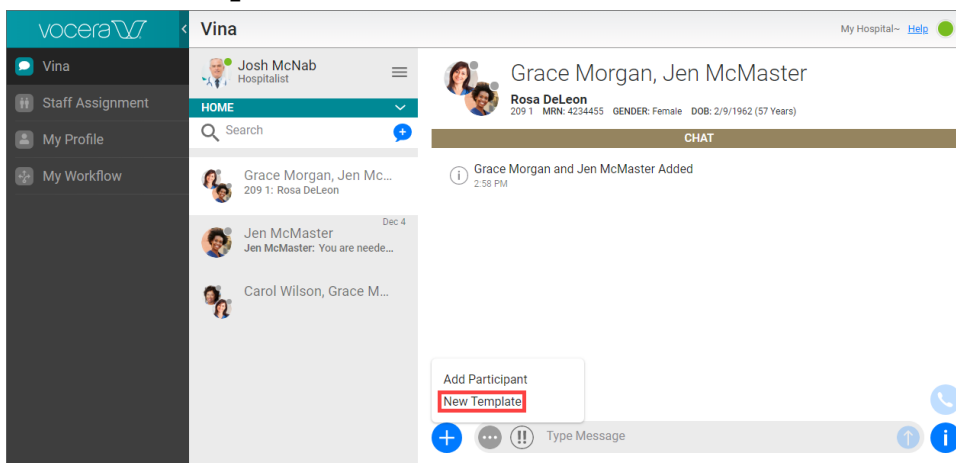 vocera
Vina
My Hospital~ Help
Vina
Staff Assignment
My Profile
My Workflow
Josh McNab
Hospitalist
HOME
Search
Grace Morgan, Jen Mc...
209 1: Rosa DeLeon
Dec 4
Jen McMaster
Jen McMaster: You are neede...
Carol Wilson, Grace M...
Grace Morgan, Jen McMaster
Rosa DeLeon
209 1 MRN: 4234455 GENDER: Female DOB: 2/9/1962 (57 Years)
CHAT
Grace Morgan and Jen McMaster Added
2:58 PM
Add Participant
New Template
Type Message